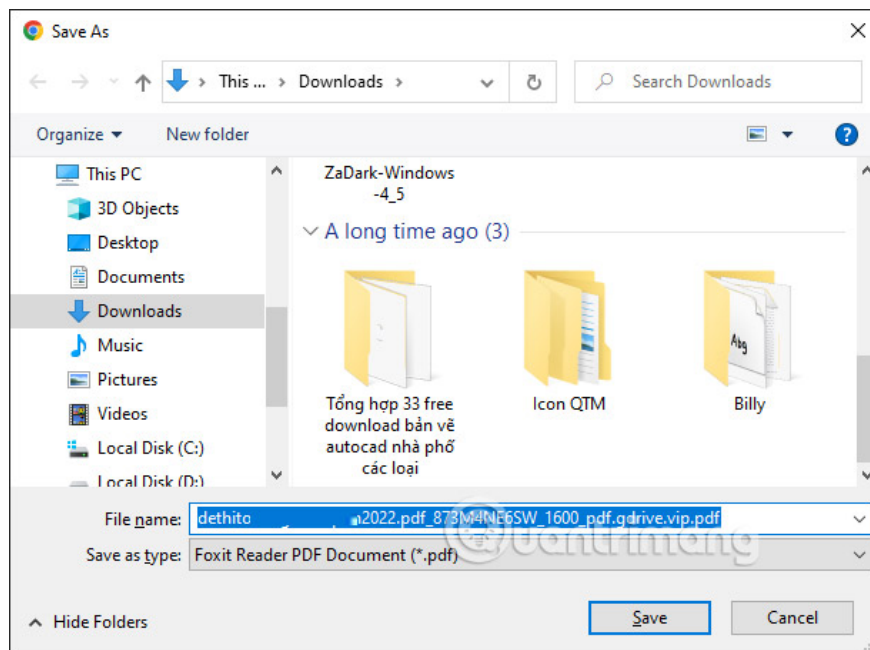 Save As
This ... > Downloads >
Search Downloads
Organize
New folder
?
This PC
3D Objects
Desktop
Documents
Downloads
Music
Pictures
Videos
Local Disk (C:)
Local Disk (D:)
ZaDark-Windows
-4_5
A long time ago (3)
Abg
Tổng hợp 33 free
download bản vẽ
autocad nhà phố
các loại
Icon QTM
Billy
File name:
dethito 2022.pdf_873M4NE6SW_1600_pdf.gdrive.vip.pdf
Save as type:
Foxit Reader PDF Document (*.pdf)
Quantrimang
Hide Folders
Save
Cancel